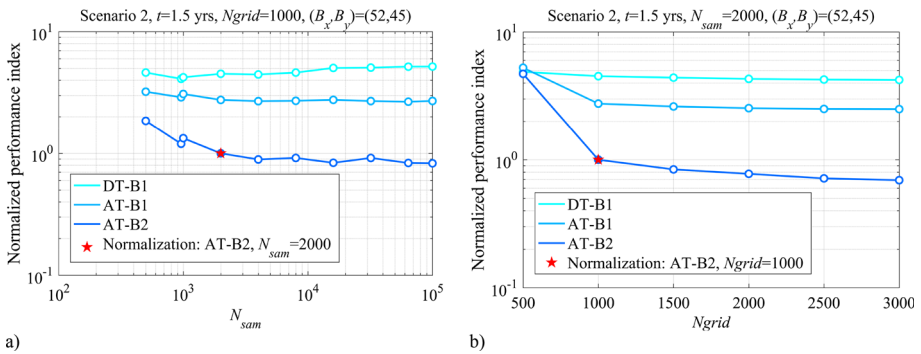 Scenario 2, t=1.5 yrs, Ngrid=1000, (Bx,By)=(52,45)
Normalized performance index
10^1
10^0
10^-1
DT-B1
AT-B1
AT-B2
Normalization: AT-B2, Nsam=2000
10^2
10^3
10^4
10^5
Nsam
a)
Scenario 2, t=1.5 yrs, Nsam=2000, (Bx,By)=(52,45)
Normalized performance index
10^1
10^0
10^-1
DT-B1
AT-B1
AT-B2
Normalization: AT-B2, Ngrid=1000
500
1000
1500
2000
2500
3000
Ngrid
b)